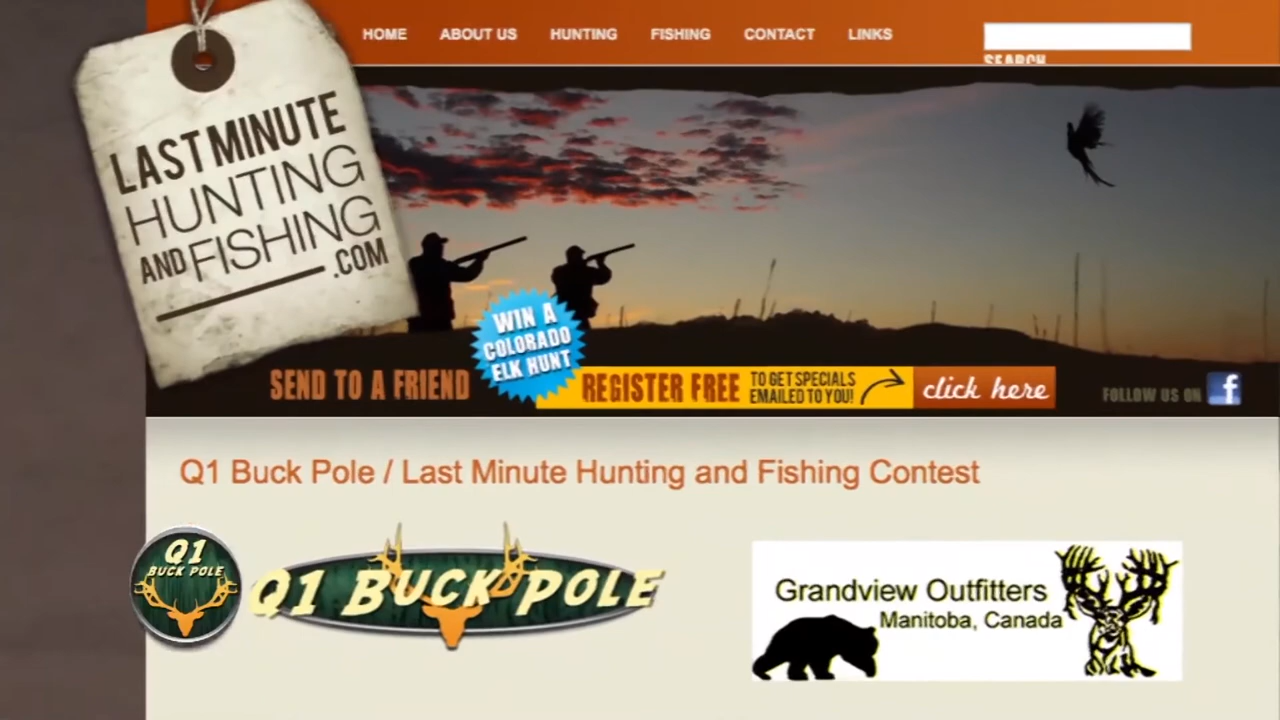 HOME ABOUT US HUNTING FISHING CONTACT LINKS
SEARCH
LAST MINUTE
HUNTING
AND FISHING
.COM
WIN A
COLORADO
ELK HUNT
SEND TO A FRIEND
REGISTER FREE
TO GET SPECIALS
EMAILED TO YOU!
click here
FOLLOW US ON f
Q1 Buck Pole / Last Minute Hunting and Fishing Contest
Q1
BUCK POLE
Q1 BUCK POLE
Grandview Outfitters
Manitoba, Canada